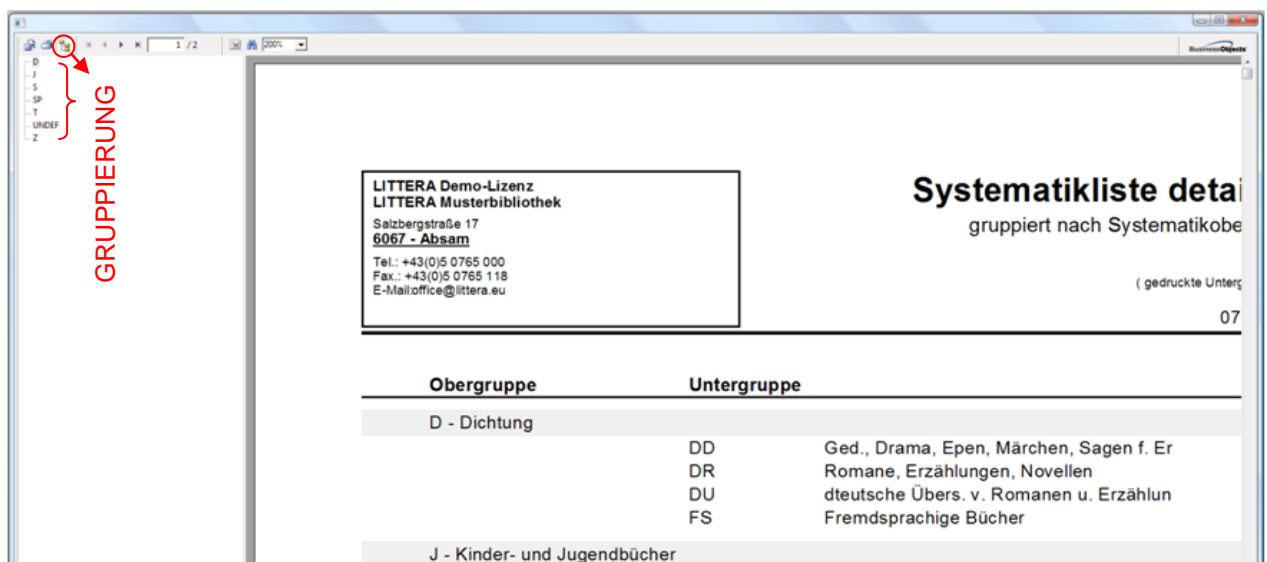 1 /2
200%
BusinessObjects
D
J
S
SP
T
UNDEF
Z
GRUPPIERUNG
LITTERA Demo-Lizenz
LITTERA Musterbibliothek
Salzbergstraße 17
6067 - Absam
Tel.: +43(0)5 0765 000
Fax.: +43(0)5 0765 118
E-Mail:office@littera.eu
Systematikliste detai
gruppiert nach Systematikobe
( gedruckte Unterg
07
Obergruppe Untergruppe
D - Dichtung
DD Ged., Drama, Epen, Märchen, Sagen f. Er
DR Romane, Erzählungen, Novellen
DU dteutsche Übers. v. Romanen u. Erzählun
FS Fremdsprachige Bücher
J - Kinder- und Jugendbücher